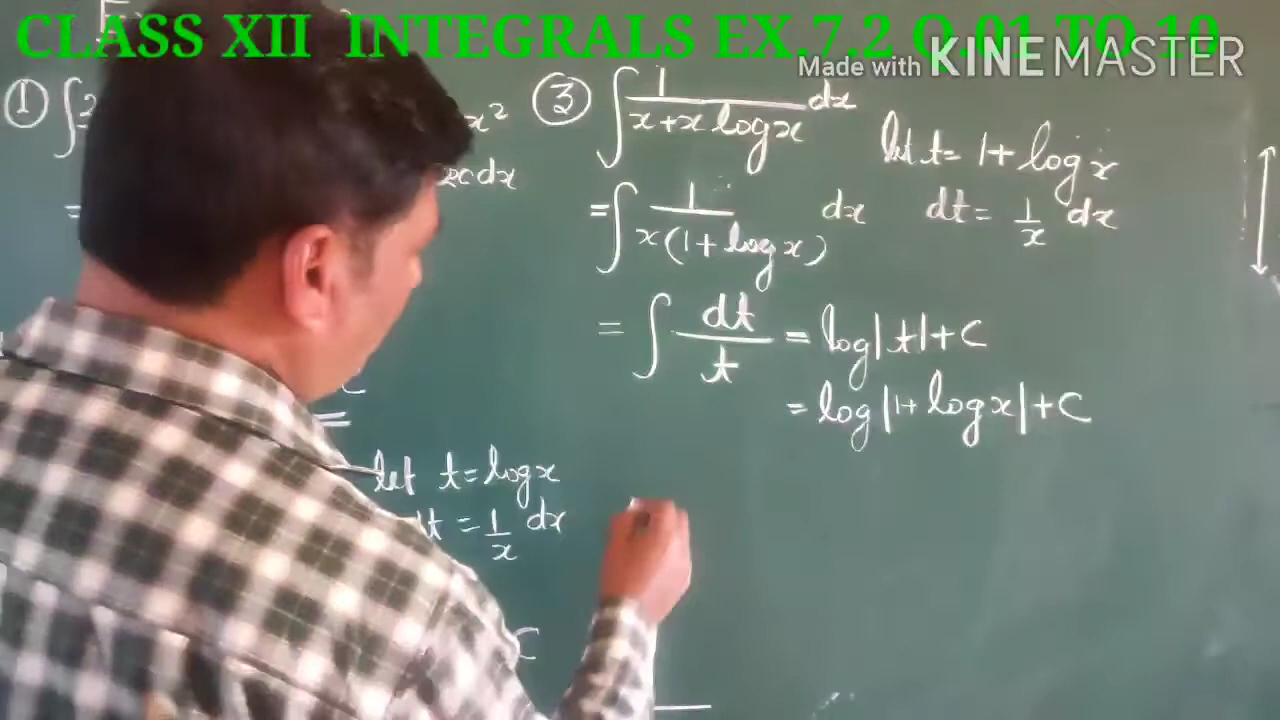 CLASS XII INTEGRALS EX.7.2 Q.01 TO 10
Made with KINEMASTER
① ∫ 2
x²
dx
=
C
=
let t = log x
dt = 1/x dx
C
③ ∫ 1/(x + x log x) dx
let t = 1 + log x
= ∫ 1/(x(1 + log x)) dx
dt = 1/x dx
= ∫ dt/t = log|t| + C
= log|1 + log x| + C